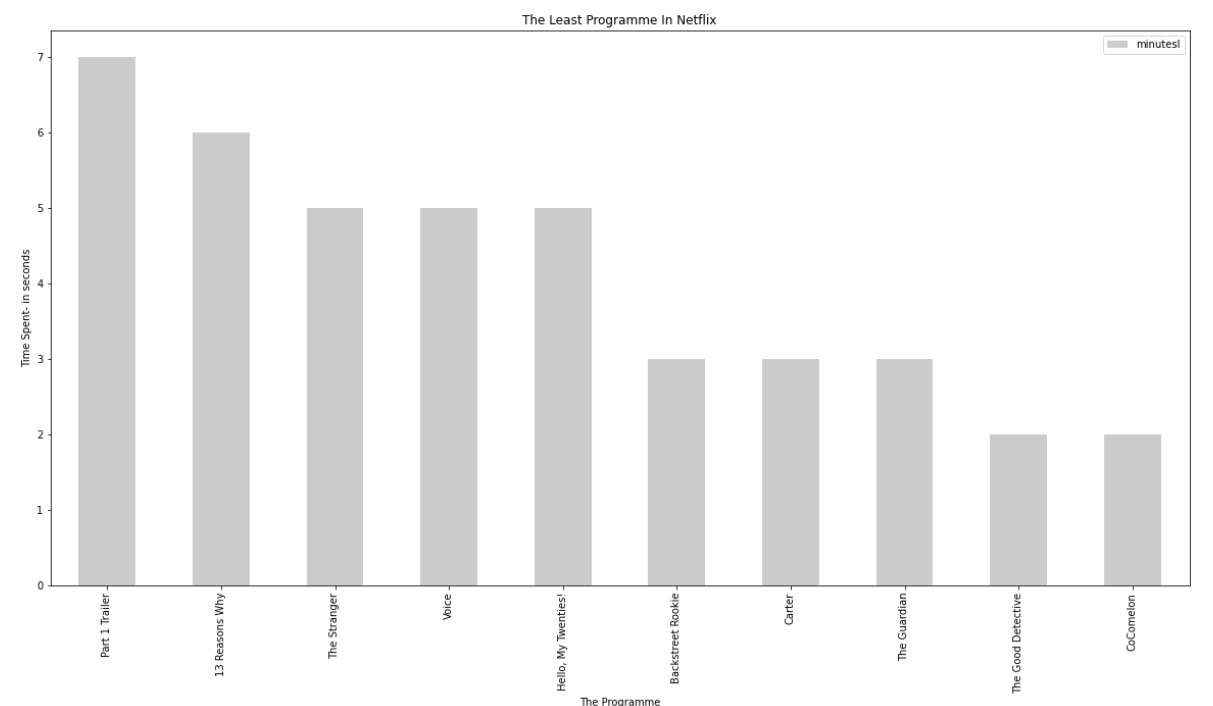 The Least Programme In Netflix
minutesl
Time Spent- in seconds
7
6
5
4
3
2
1
0
Part 1 Trailer
13 Reasons Why
The Stranger
Voice
Hello, My Twenties!
Backstreet Rookie
Carter
The Guardian
The Good Detective
CoComelon
The Programme